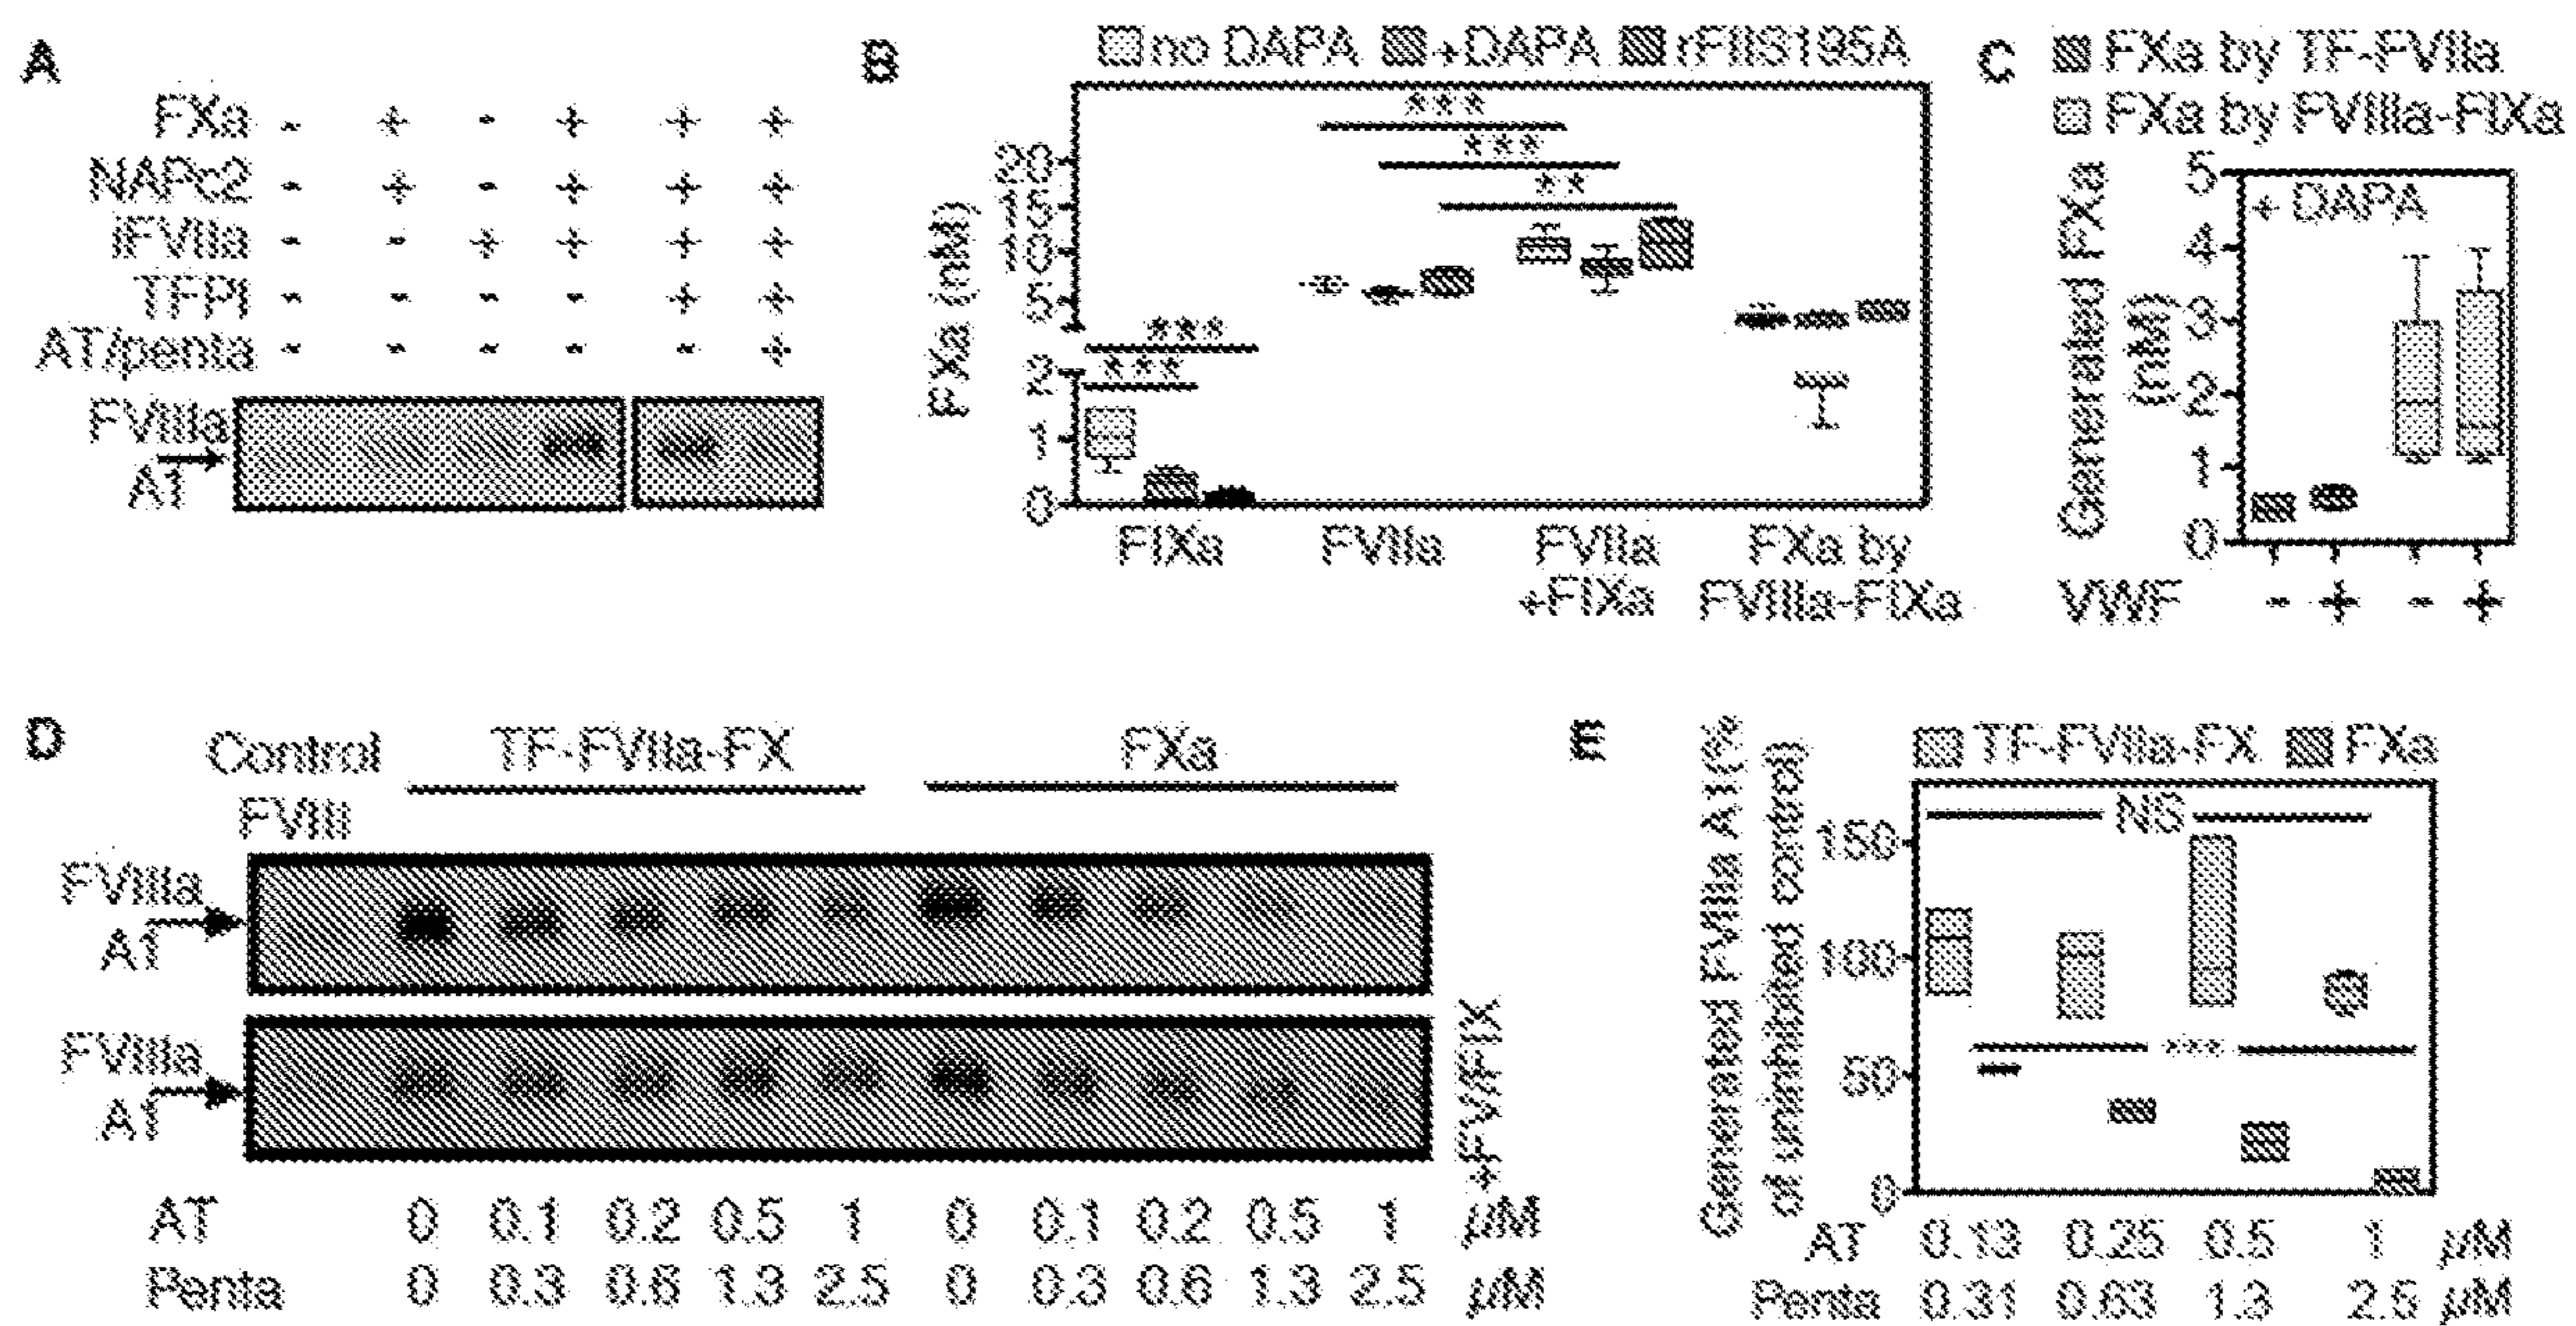 A
FXa - + - + + +
NAPc2 - + - + + +
iFVIIa - - + + + +
TFPI - - - - + +
AT/penta - - - - - +
FVIIIa
A1
B
no DAPA +DAPA rFIIS195A
FXa (nM)
20
15
10
5
2
1
0
***
***
**
***
***
FIXa FVIIa FVIIa +FIXa FXa by FVIIIa-FIXa
C
FXa by TF-FVIIa
FXa by FVIIIa-FIXa
Generated FXa
(nM)
5
4
3
2
1
0
+ DAPA
VWF - + - +
D
Control TF-FVIIa-FX FXa
FVIII
FVIIIa
A1
FVIIIa
A1
+FV/FIX
AT 0 0.1 0.2 0.5 1 0 0.1 0.2 0.5 1 µM
Penta 0 0.3 0.6 1.3 2.5 0 0.3 0.6 1.3 2.5 µM
E
TF-FVIIa-FX FXa
Generated FVIIIa A1(%
of uninhibited control)
150
100
50
0
NS
***
AT 0.13 0.25 0.5 1 µM
Penta 0.31 0.63 1.3 2.5 µM